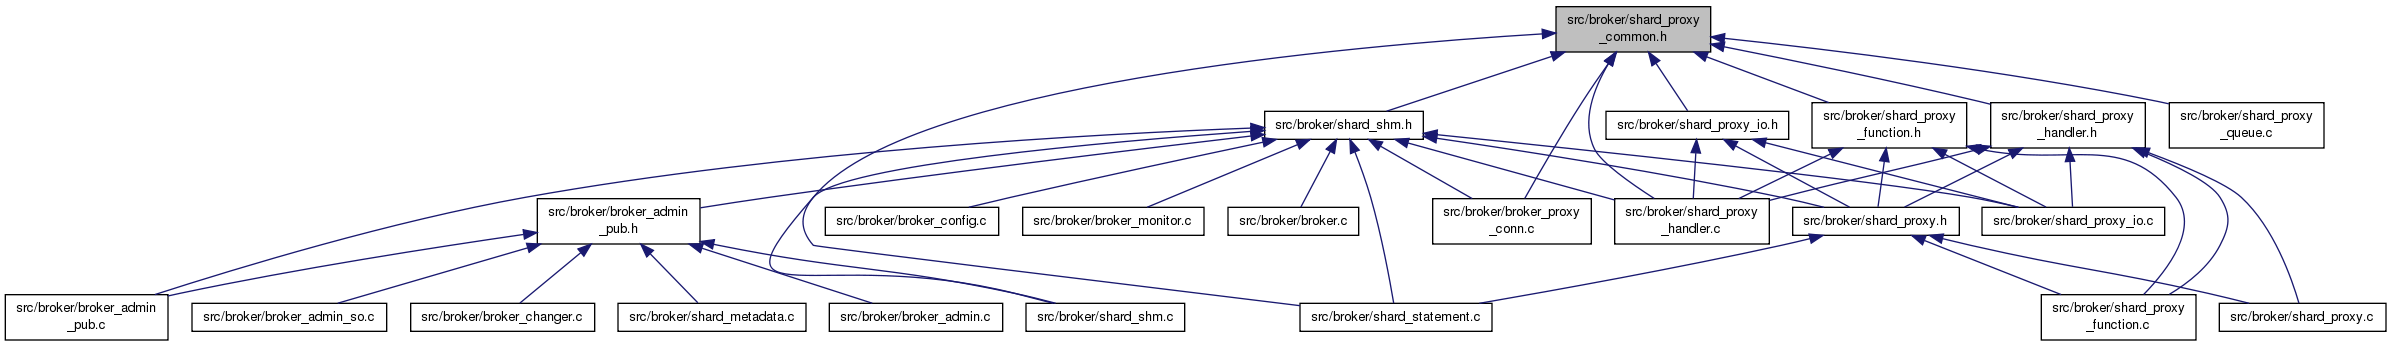 src/broker/shard_proxy
_common.h
src/broker/shard_shm.h
src/broker/shard_proxy_io.h
src/broker/shard_proxy
_function.h
src/broker/shard_proxy
_handler.h
src/broker/shard_proxy
_queue.c
src/broker/broker_admin
_pub.h
src/broker/broker_config.c
src/broker/broker_monitor.c
src/broker/broker.c
src/broker/broker_proxy
_conn.c
src/broker/shard_proxy
_handler.c
src/broker/shard_proxy.h
src/broker/shard_proxy_io.c
src/broker/broker_admin
_pub.c
src/broker/broker_admin_so.c
src/broker/broker_changer.c
src/broker/shard_metadata.c
src/broker/broker_admin.c
src/broker/shard_shm.c
src/broker/shard_statement.c
src/broker/shard_proxy
_function.c
src/broker/shard_proxy.c